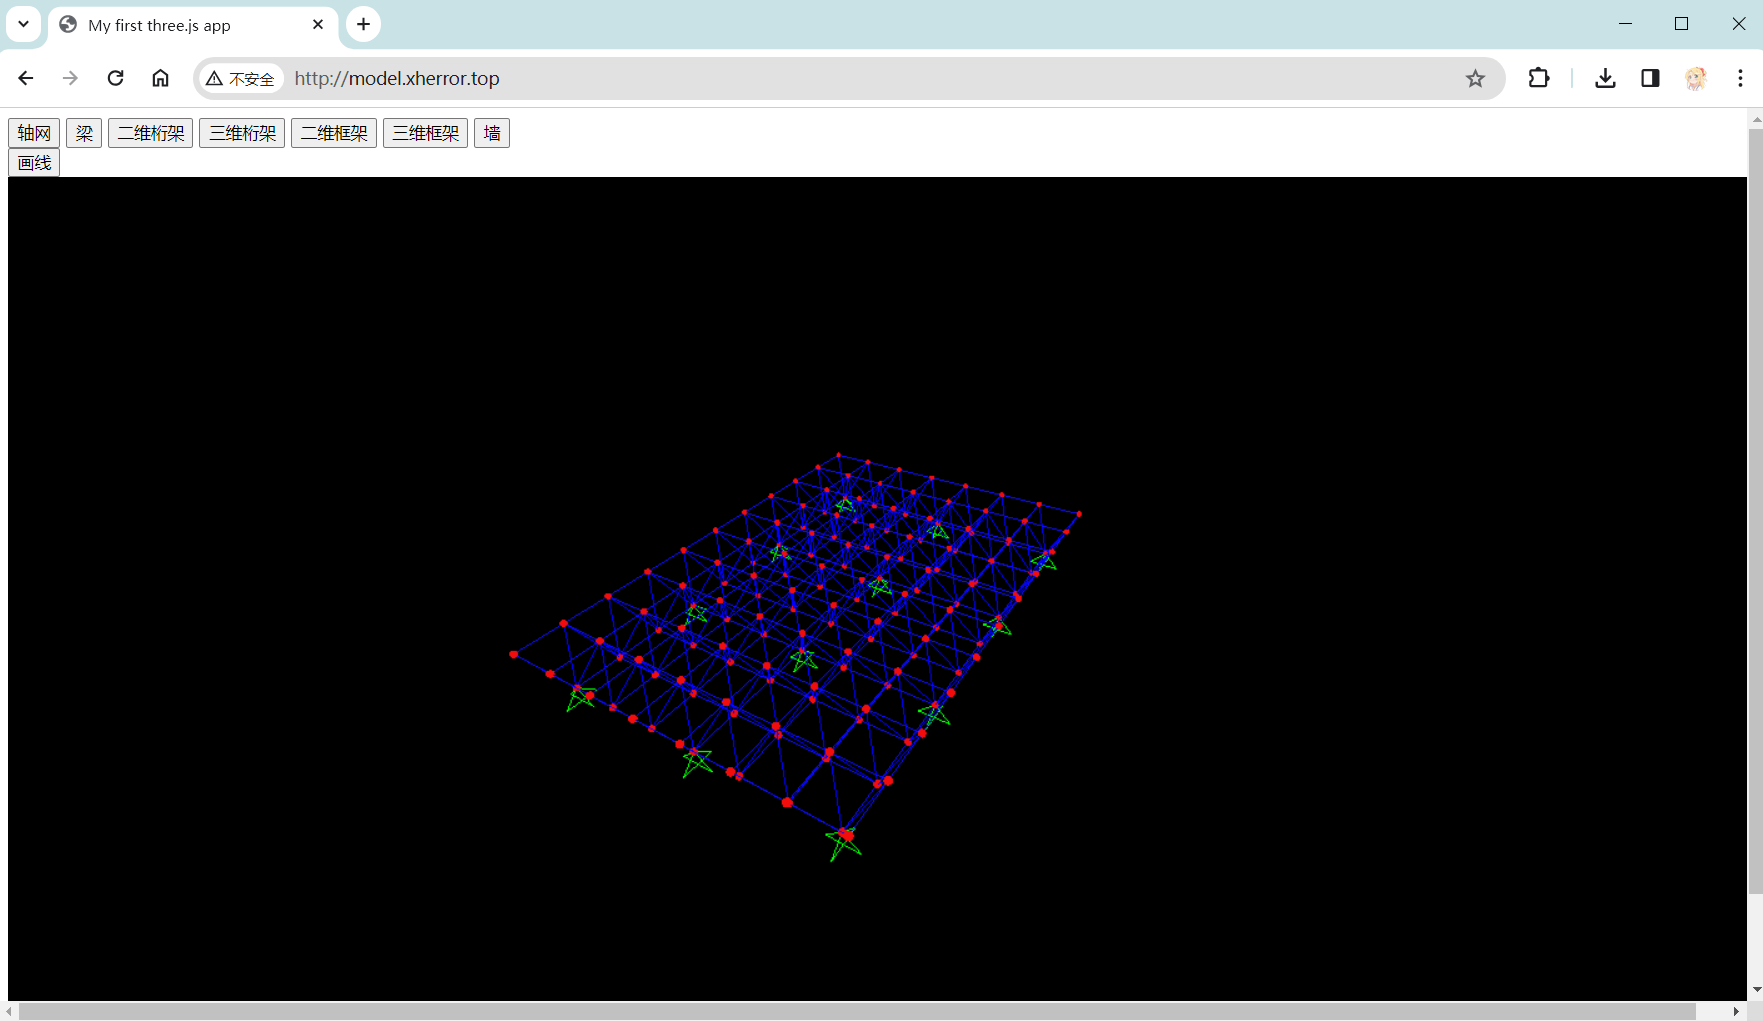 My first three.js app
不安全 http://model.xherror.top
轴网 梁 二维桁架 三维桁架 二维框架 三维框架 墙
画线